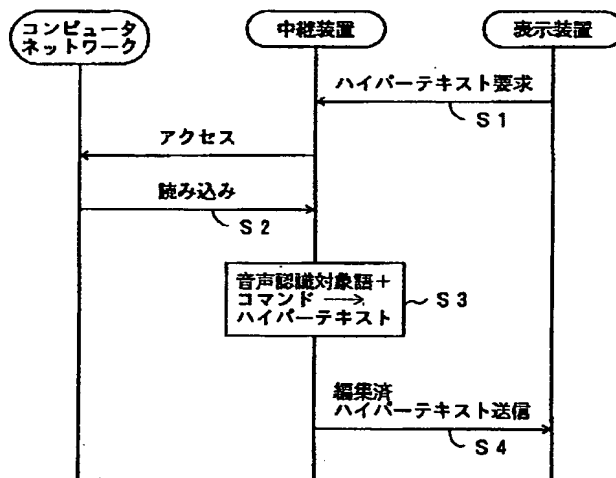 コンピュータ
ネットワーク
中継装置
表示装置
ハイパーテキスト要求
S1
アクセス
読み込み
S2
音声認識対象語+
コマンド →
ハイパーテキスト
S3
編集済
ハイパーテキスト送信
S4